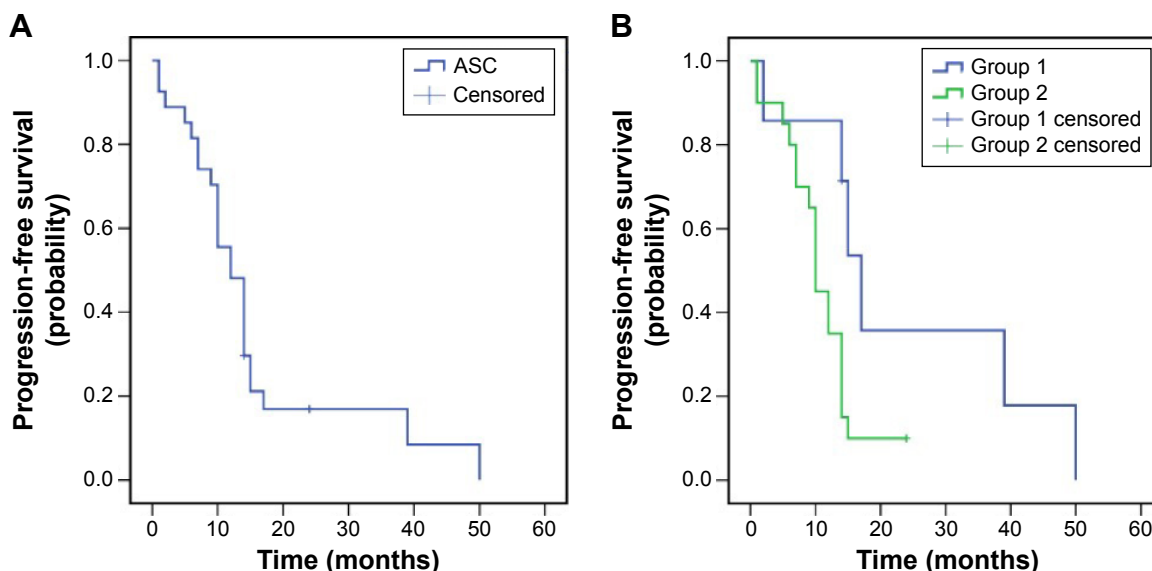 A
Progression-free survival
(probability)
1.0
0.8
0.6
0.4
0.2
0.0
ASC
Censored
0 10 20 30 40 50 60
Time (months)
B
Progression-free survival
(probability)
1.0
0.8
0.6
0.4
0.2
0.0
Group 1
Group 2
Group 1 censored
Group 2 censored
0 10 20 30 40 50 60
Time (months)